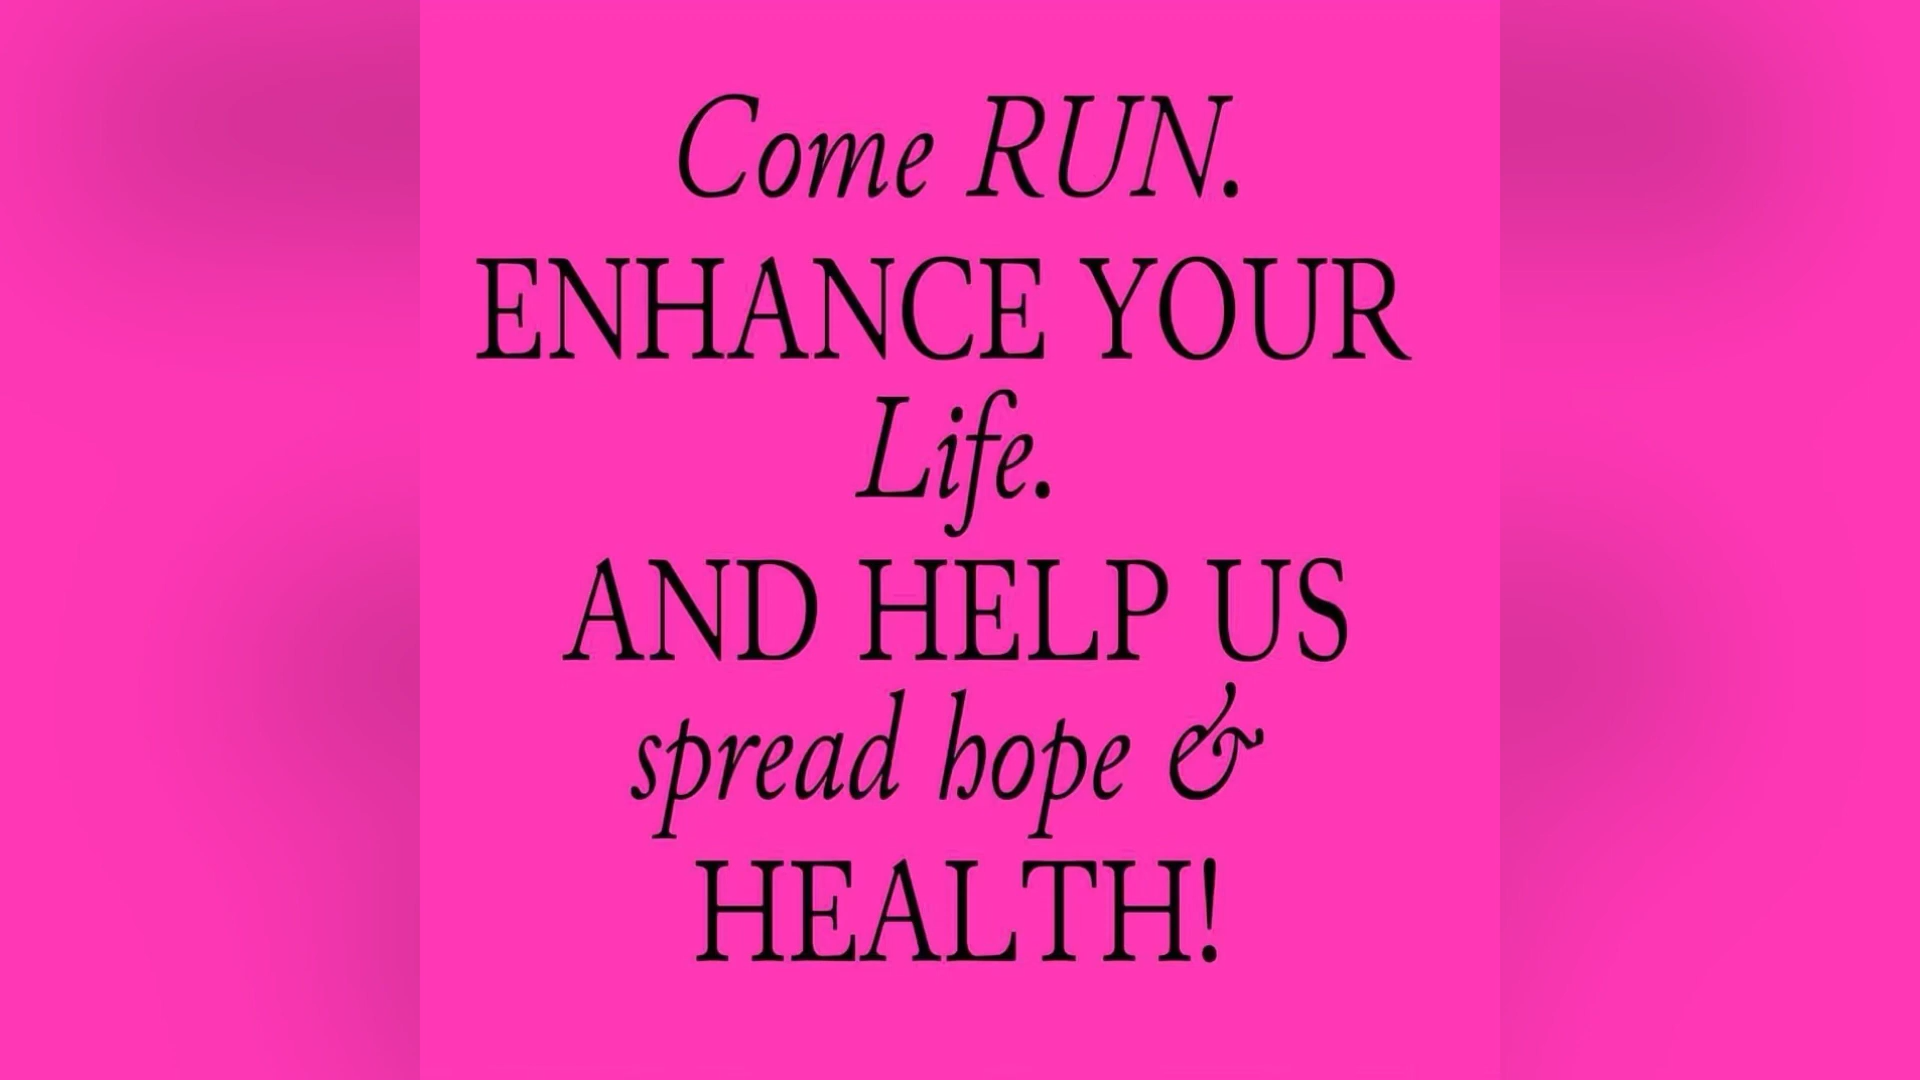 Come RUN.
ENHANCE YOUR
Life.
AND HELP US
spread hope &
HEALTH!